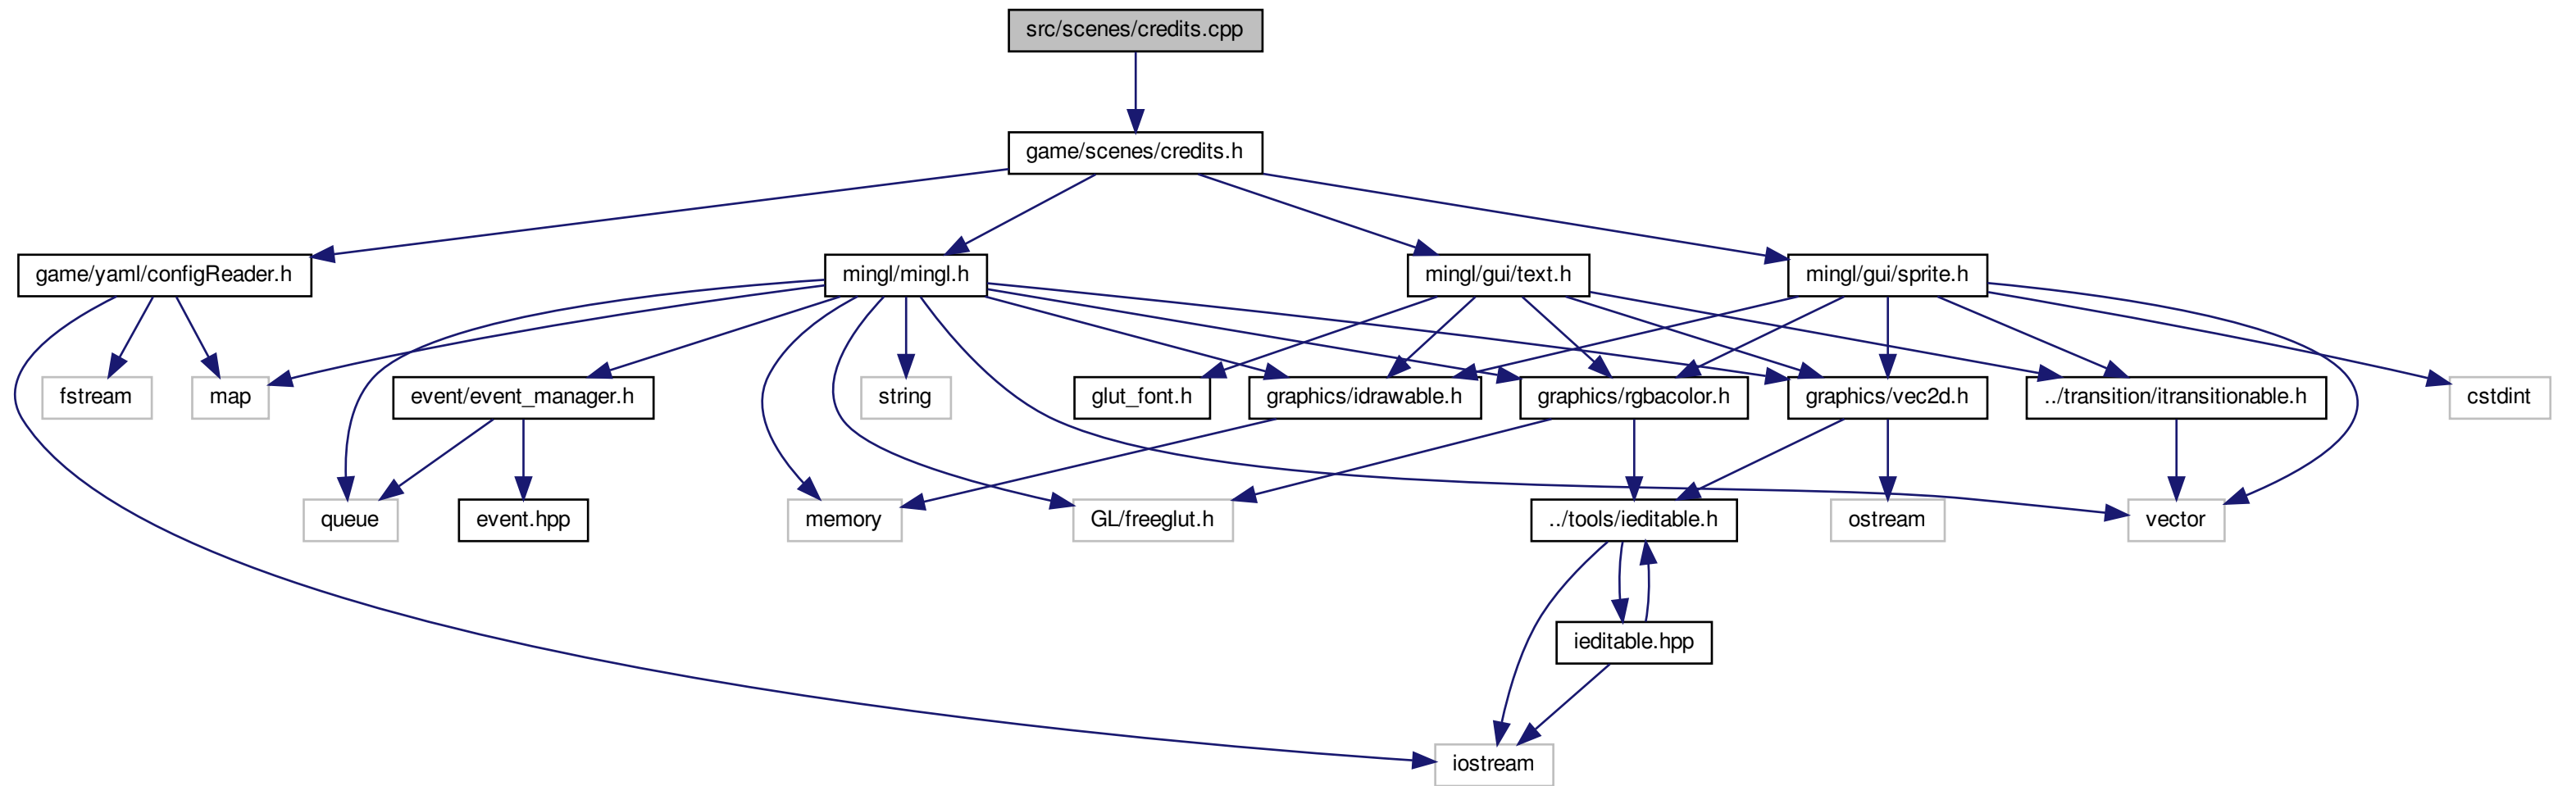 src/scenes/credits.cpp
game/scenes/credits.h
game/yaml/configReader.h
mingl/mingl.h
mingl/gui/text.h
mingl/gui/sprite.h
fstream
map
event/event_manager.h
string
glut_font.h
graphics/idrawable.h
graphics/rgbacolor.h
graphics/vec2d.h
../transition/itransitionable.h
cstdint
queue
event.hpp
memory
GL/freeglut.h
../tools/ieditable.h
ostream
vector
ieditable.hpp
iostream